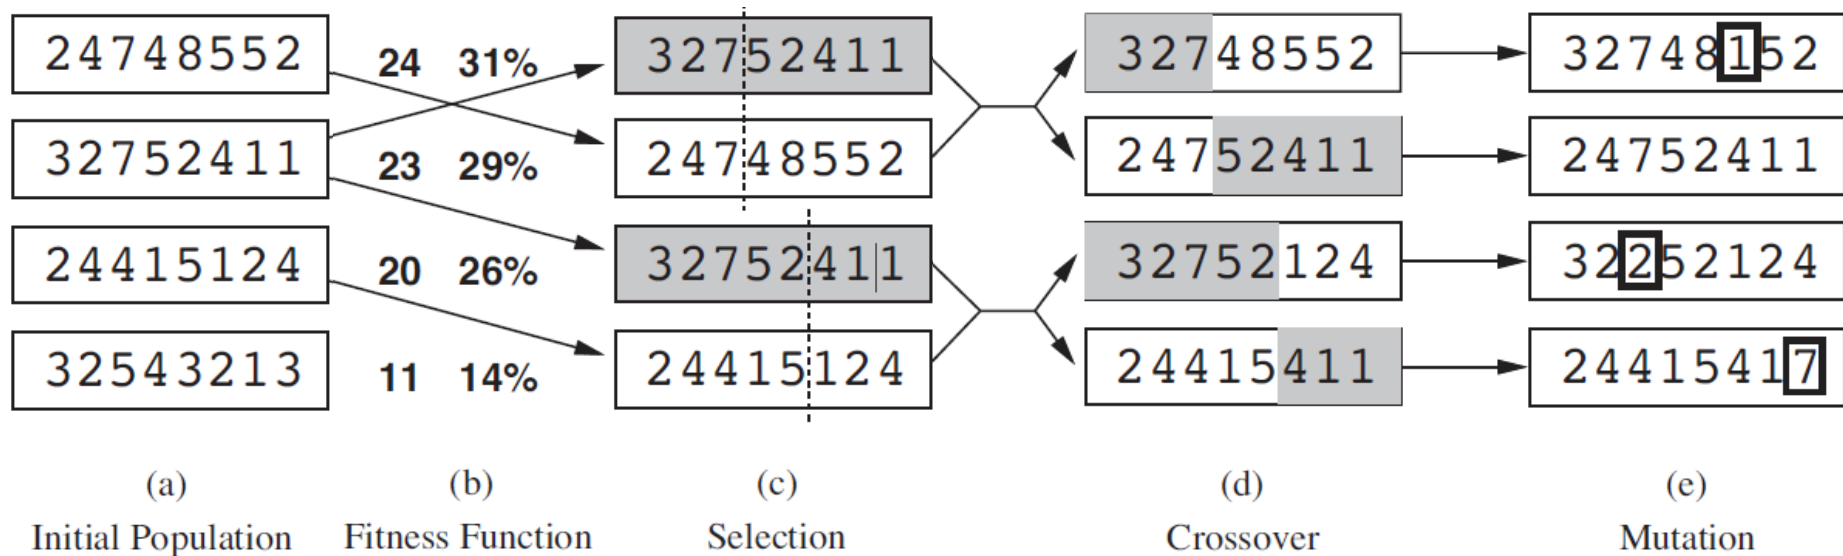 24748552 24 31% 32752411 32748552 32748152
32752411 23 29% 24748552 24752411 24752411
24415124 20 26% 32752411 32752124 32252124
32543213 11 14% 24415124 24415411 24415417
(a) (b) (c) (d) (e)
Initial Population Fitness Function Selection Crossover Mutation